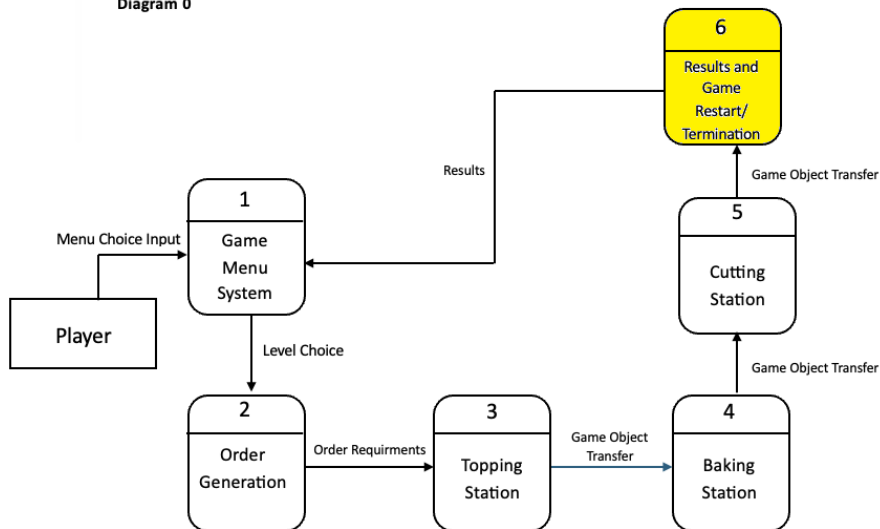 Diagram 0
6
Results and
Game
Restart/
Termination
Game Object Transfer
Results
5
Cutting
Station
1
Game
Menu
System
Menu Choice Input
Player
Level Choice
Game Object Transfer
2
Order
Generation
Order Requirments
3
Topping
Station
Game Object
Transfer
4
Baking
Station